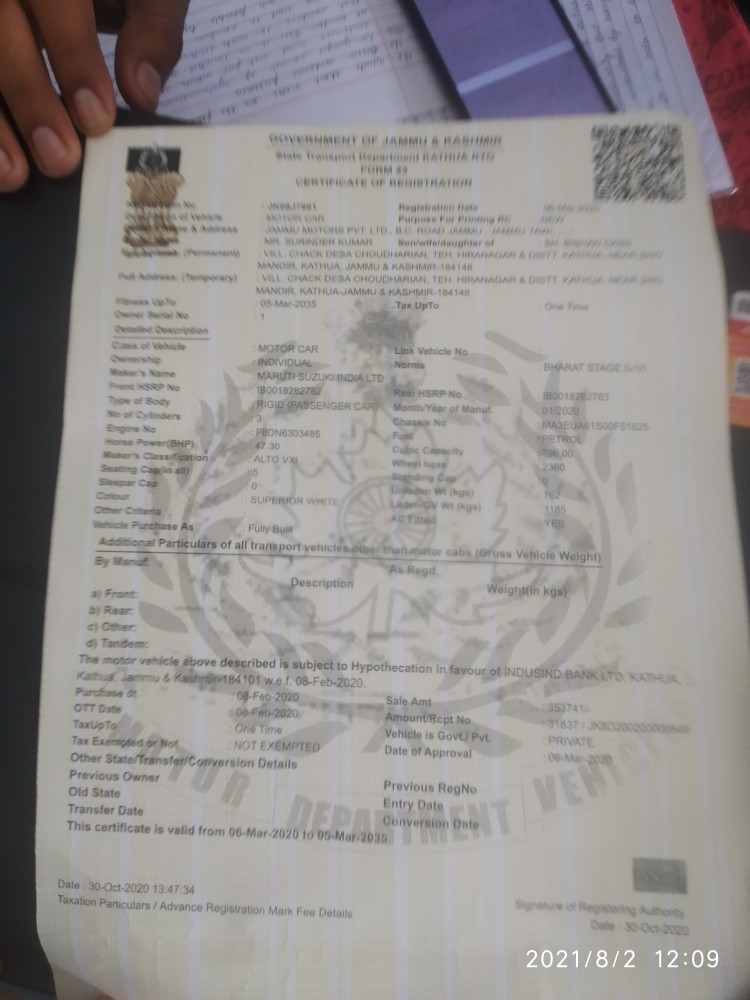 GOVERNMENT OF JAMMU & KASHMIR
State Transport Department KATHUA RTO
FORM 23
CERTIFICATE OF REGISTRATION
Registration Date
of Vehicle : MOTOR CAR Purpose For Printing RC
& Address : JAMMU MOTORS PVT. LTD., B.C. ROAD JAMMU , JAMMU
: MR. SURINDER KUMAR Son/wife/daughter of
(Permanent) : VILL. CHACK DESA CHOUDHARIAN, TEH. HIRANAGAR & DISTT. KATHUA,
MANDIR, KATHUA, JAMMU & KASHMIR-184148
Full Address: (Temporary) : VILL. CHACK DESA CHOUDHARIAN, TEH. HIRANAGAR & DISTT. KATHUA,
MANDIR, KATHUA-JAMMU & KASHMIR-184148
Fitness UpTo : 05-Mar-2035 Tax UpTo : One Time
Owner Serial No : 1
Detailed Description
Class of Vehicle : MOTOR CAR Link Vehicle No
Ownership : INDIVIDUAL Norms : BHARAT STAGE
Maker's Name : MARUTI SUZUKI INDIA LTD
Front HSRP No : IB0018282782 Rear HSRP No : IB0018282783
Type of Body : RIGID (PASSENGER CAR) Month/Year of Manuf. : 01/2020
No of Cylinders : 3 Chassis No : MA3EUA61S00F51625
Engine No : F8DN6303485 Fuel : PETROL
Horse Power(BHP) : 47.30 Cubic Capacity : 796.00
Maker's Classification : ALTO VXI Wheel base : 2360
Seating Cap(in all) : 5 Standing Cap : 0
Sleeper Cap : 0 Unladen Wt (kgs) : 762
Colour : SUPERIOR WHITE Laden/GV Wt (kgs) : 1185
Other Criteria AC Fitted : YES
Vehicle Purchase As : Fully Built
Additional Particulars of all transport vehicles other than motor cabs (Gross Vehicle Weight)
By Manuf. As Regd.
Description Weight(in kgs)
a) Front:
b) Rear:
c) Other:
d) Tandem:
The motor vehicle above described is subject to Hypothecation in favour of INDUSIND BANK LTD, KATHUA
Kathua, Jammu & Kashmir-184101 w.e.f. 08-Feb-2020.
Purchase dt : 08-Feb-2020 Sale Amt : 353741/-
OTT Date : 08-Feb-2020 Amount/Rcpt No : 31837 /
TaxUpTo : One Time Vehicle is Govt./ Pvt. : PRIVATE
Tax Exempted or Not : NOT EXEMPTED Date of Approval : 06-Mar-2020
Other State/Transfer/Conversion Details
Previous Owner Previous RegNo
Old State Entry Date
Transfer Date Conversion Date
This certificate is valid from 06-Mar-2020 to 05-Mar-2035
MOTOR DEPARTMENT
Date : 30-Oct-2020 13:47:34
Taxation Particulars / Advance Registration Mark Fee Details
Signature of Registering Authority
Date : 30-Oct-2020
2021/8/2 12:09